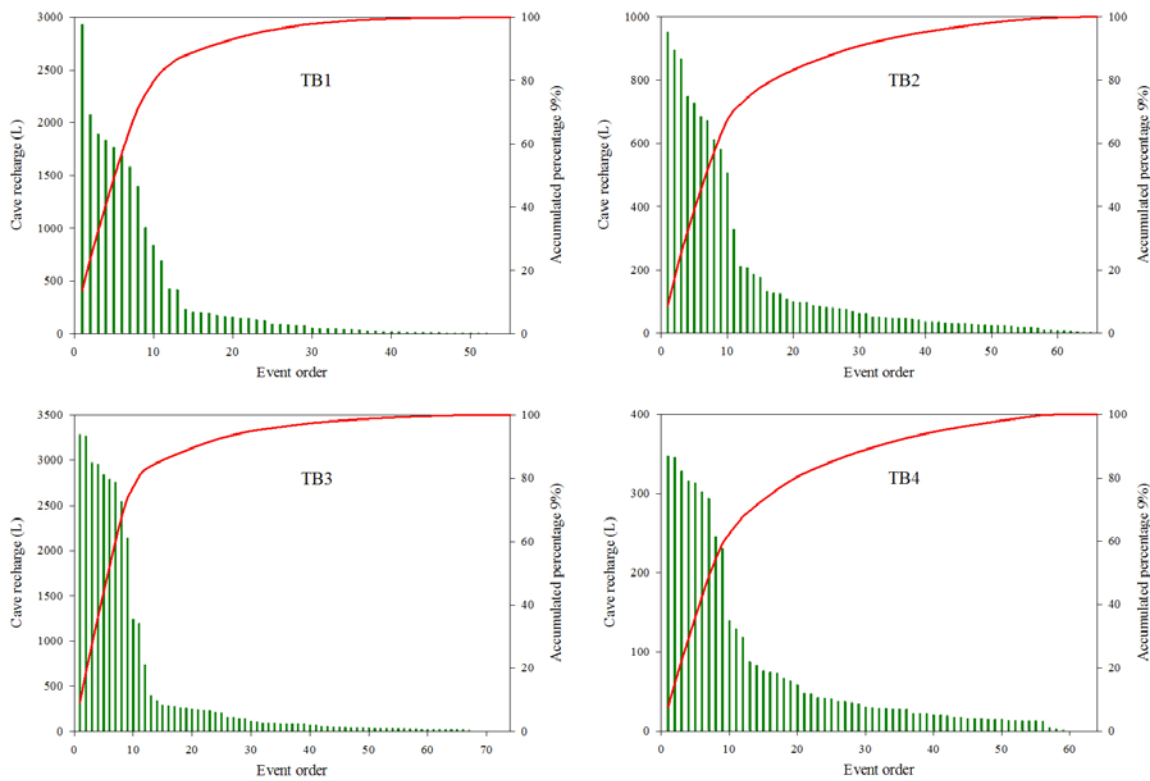 3000
2500
2000
1500
1000
500
0
Cave recharge (L)
TB1
100
80
60
40
20
0
Accumulated percentage 9%)
0 10 20 30 40 50
Event order
1000
800
600
400
200
0
Cave recharge (L)
TB2
100
80
60
40
20
0
Accumulated percentage 9%)
0 10 20 30 40 50 60
Event order
3500
3000
2500
2000
1500
1000
500
0
Cave recharge (L)
TB3
100
80
60
40
20
0
Accumulated percentage 9%)
0 10 20 30 40 50 60 70
Event order
400
300
200
100
0
Cave recharge (L)
TB4
100
80
60
40
20
0
Accumulated percentage 9%)
0 10 20 30 40 50 60
Event order